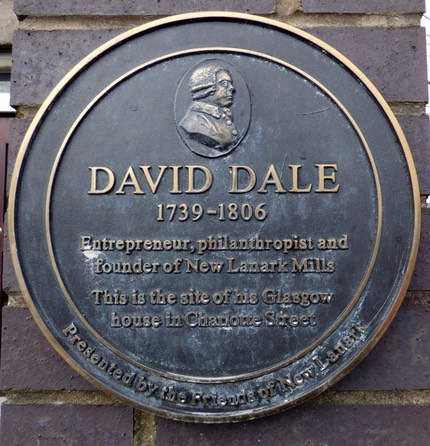 DAVID DALE
1739-1806
Entrepreneur, philanthropist and
founder of New Lanark Mills
This is the site of his Glasgow
house in Charlotte Street
Presented by the Friends of New Lanark